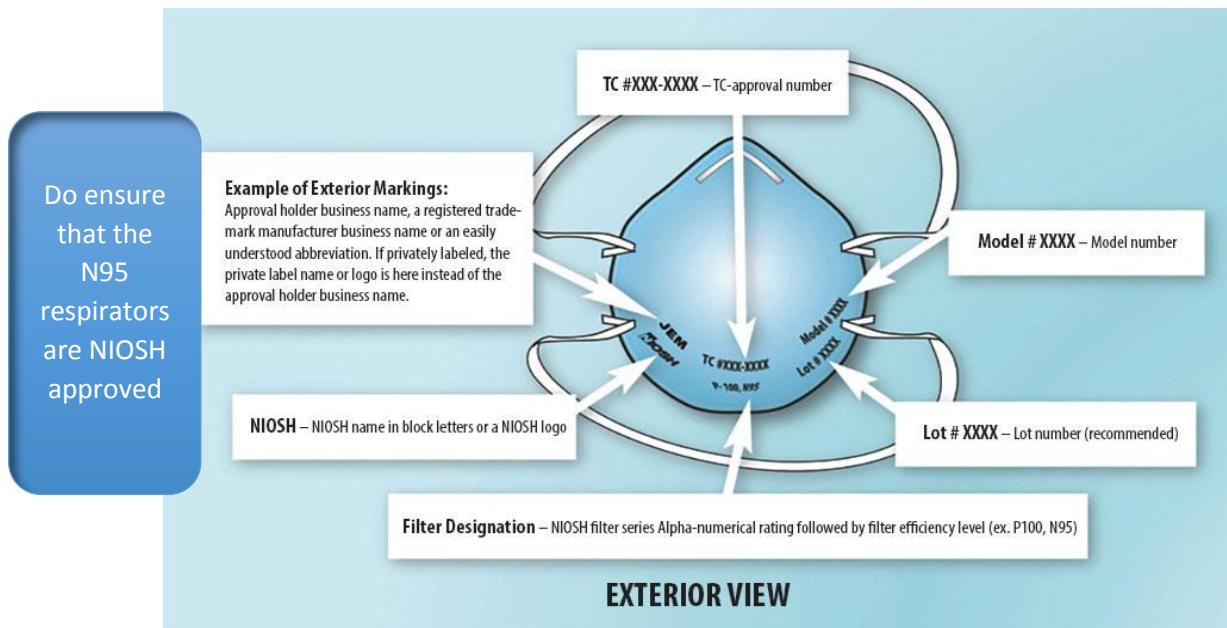 TC #XXX-XXXX – TC-approval number
Do ensure
that the
N95
respirators
are NIOSH
approved
Example of Exterior Markings:
Approval holder business name, a registered trade-
mark manufacturer business name or an easily
understood abbreviation. If privately labeled, the
private label name or logo is here instead of the
approval holder business name.
Model # XXXX – Model number
JEM
NIOSH
TC #XXX-XXXX
P-100, N95
Model # XXXX
Lot # XXXX
NIOSH – NIOSH name in block letters or a NIOSH logo
Lot # XXXX – Lot number (recommended)
Filter Designation – NIOSH filter series Alpha-numerical rating followed by filter efficiency level (ex. P100, N95)
EXTERIOR VIEW